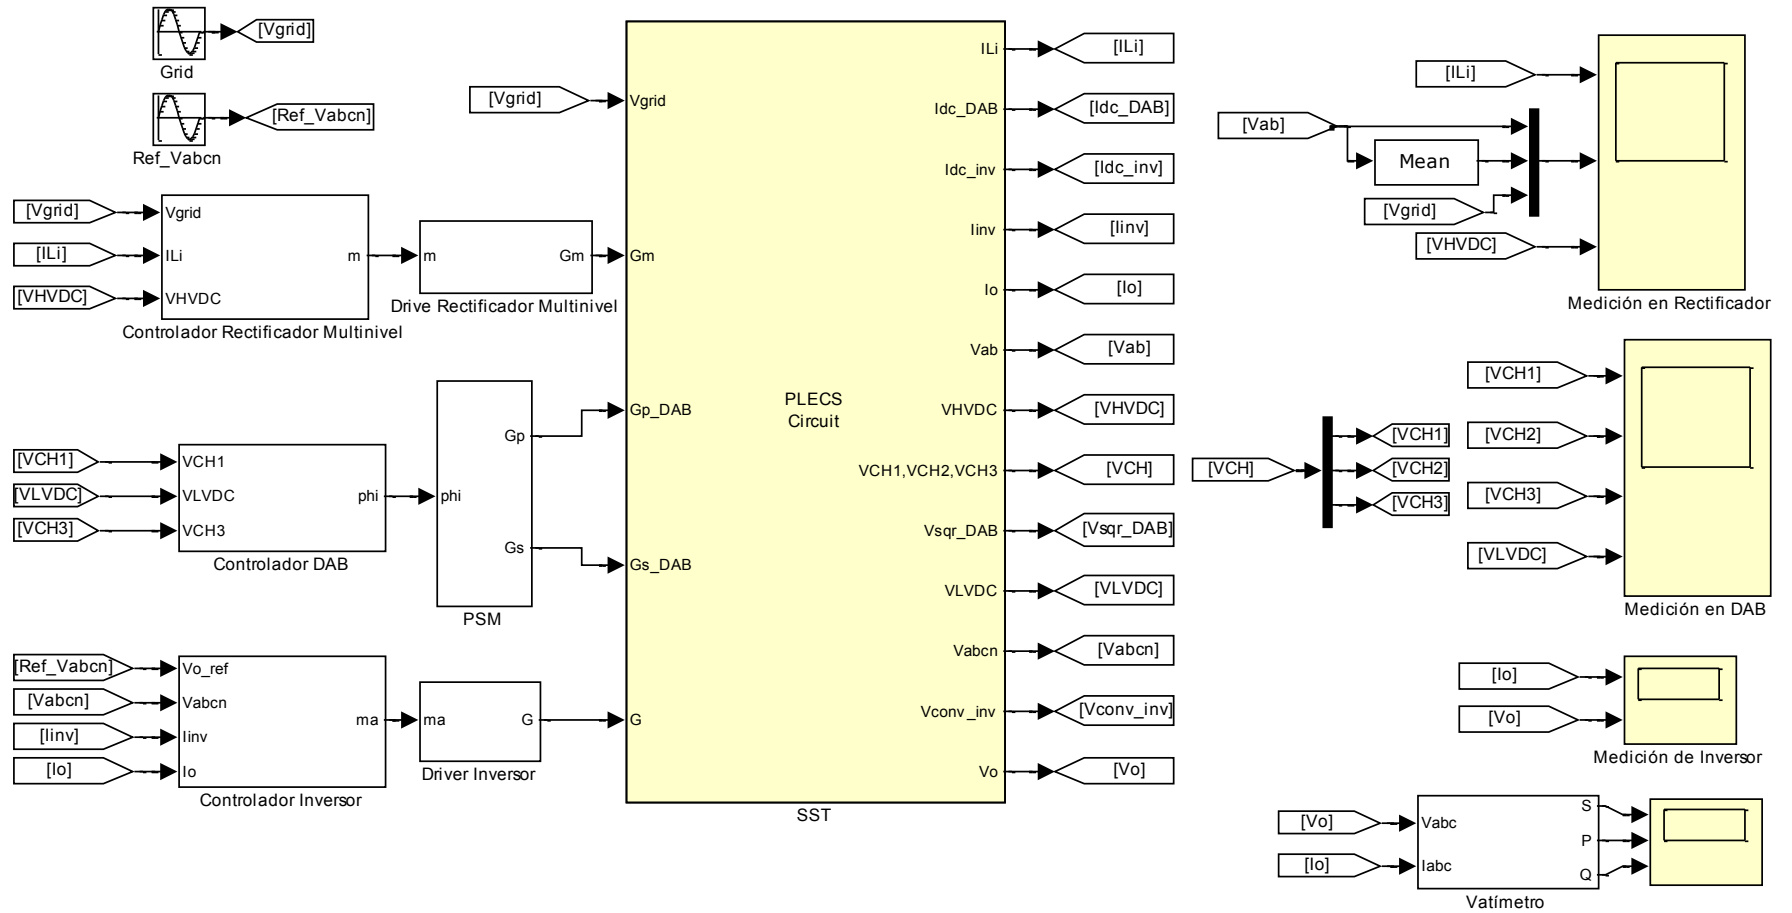 [Vgrid]
Grid
[Ref_Vabcn]
Ref_Vabcn
[Vgrid]
[ILi]
[VHVDC]
Vgrid
ILi
VHVDC
m
Controlador Rectificador Multinivel
m
Gm
Drive Rectificador Multinivel
[VCH1]
[VLVDC]
[VCH3]
VCH1
VLVDC
VCH3
phi
Controlador DAB
phi
Gp
Gs
PSM
[Ref_Vabcn]
[Vabcn]
[Iinv]
[Io]
Vo_ref
Vabcn
Iinv
Io
ma
Controlador Inversor
ma
G
Driver Inversor
[Vgrid]
Vgrid
Gm
Gp_DAB
Gs_DAB
G
PLECS
Circuit
ILi
Idc_DAB
Idc_inv
Iinv
Io
Vab
VHVDC
VCH1,VCH2,VCH3
Vsqr_DAB
VLVDC
Vabcn
Vconv_inv
Vo
SST
[ILi]
[Idc_DAB]
[Idc_inv]
[Iinv]
[Io]
[Vab]
[VHVDC]
[VCH]
[Vsqr_DAB]
[VLVDC]
[Vabcn]
[Vconv_inv]
[Vo]
[ILi]
[Vab]
Mean
[Vgrid]
[VHVDC]
Medición en Rectificador
[VCH]
[VCH1]
[VCH2]
[VCH3]
[VCH1]
[VCH2]
[VCH3]
[VLVDC]
Medición en DAB
[Io]
[Vo]
Medición de Inversor
[Vo]
[Io]
Vabc
Iabc
S
P
Q
Vatímetro